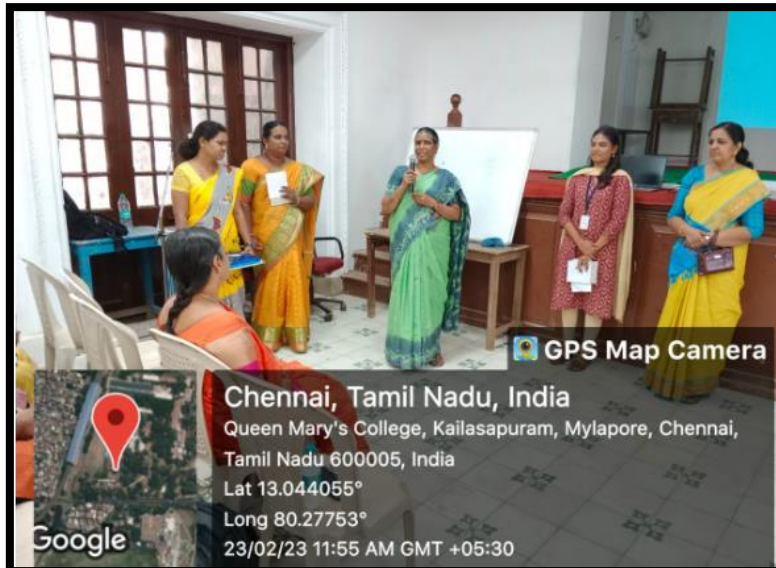 GPS Map Camera
Chennai, Tamil Nadu, India
Queen Mary's College, Kailasapuram, Mylapore, Chennai,
Tamil Nadu 600005, India
Lat 13.044055°
Long 80.27753°
23/02/23 11:55 AM GMT +05:30
Google